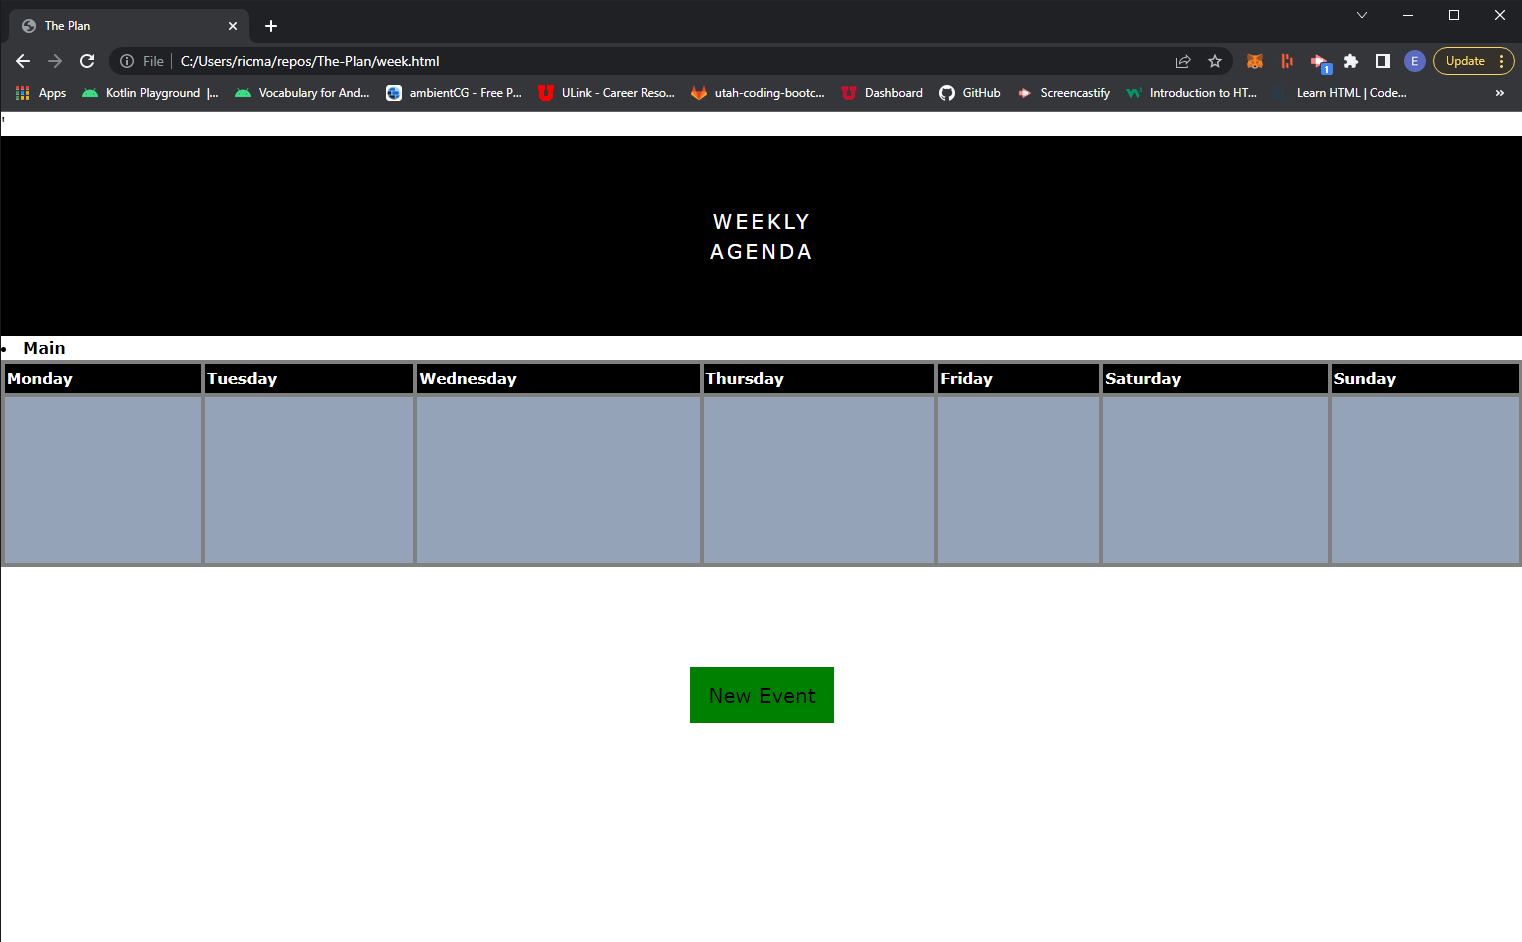 The Plan
File C:/Users/ricma/repos/The-Plan/week.html E Update
Apps Kotlin Playground |... Vocabulary for And... ambientCG - Free P... ULink - Career Reso... utah-coding-bootc... Dashboard GitHub Screencastify Introduction to HT... Learn HTML | Code... »
'
WEEKLY
AGENDA
• Main
Monday Tuesday Wednesday Thursday Friday Saturday Sunday
New Event